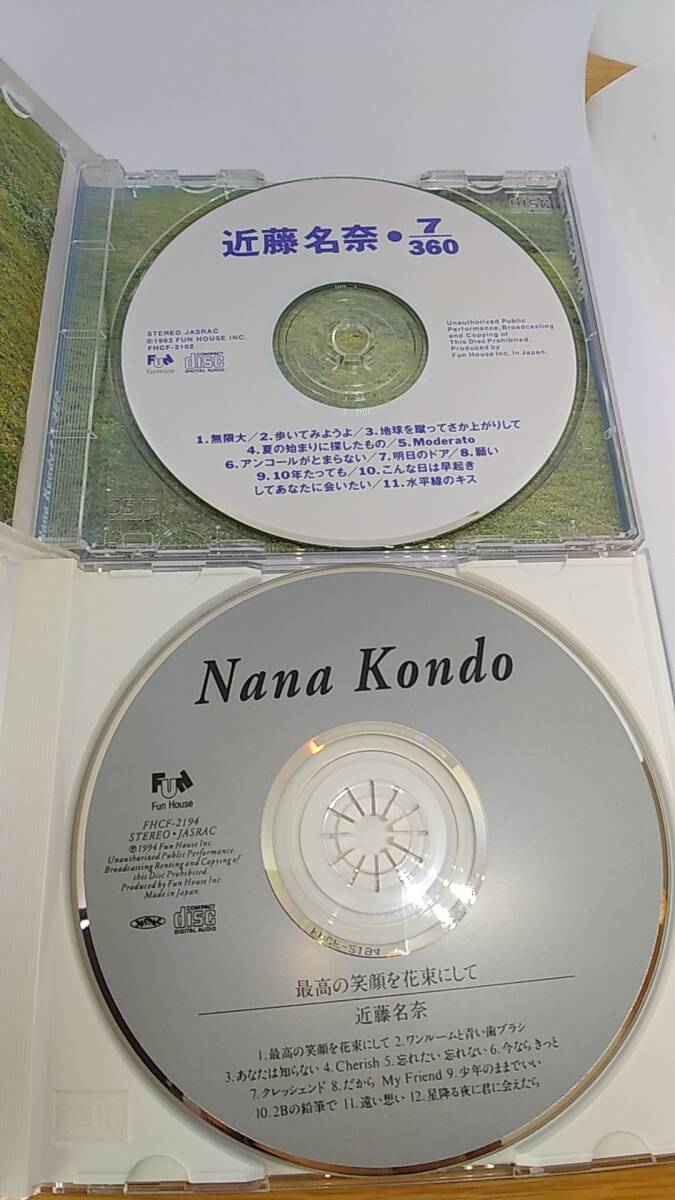 近藤名奈・7/360
STEREO JASRAC
©1993 FUN HOUSE INC.
FHCF-2102
Fun House
COMPACT
disc
DIGITAL AUDIO
Unauthorized Public
Performance, Broadcasting
and Copying of
This Disc Prohibited.
Produced by
Fun House Inc. In Japan.
1.無限大/2.歩いてみようよ/3.地球を蹴ってさか上がりして
4.夏の始まりに探したもの/5.Moderato
6.アンコールがとまらない/7.明日のドア/8.願い
9.10年たっても/10.こんな日は早起き
してあなたに会いたい/11.水平線のキス
disc
Nana Kondo
Fun
Fun House
FHCF-2194
STEREO・JASRAC
℗1994 Fun House Inc.
Unauthorized Public Performance,
Broadcasting Renting and Copying of
this Disc Prohibited.
Produced by Fun House Inc.
Made in Japan.
COMPACT
disc
DIGITAL AUDIO
FHCF-2194
最高の笑顔を花束にして
近藤名奈
1.最高の笑顔を花束にして 2.ワンルームと青い歯ブラシ
3.あなたは知らない 4.Cherish 5.忘れたい 忘れない 6.今なら きっと
7.クレッシェンド 8.だから My Friend 9.少年のままでいい
10.2Bの鉛筆で 11.遠い想い 12.星降る夜に君に会えたら